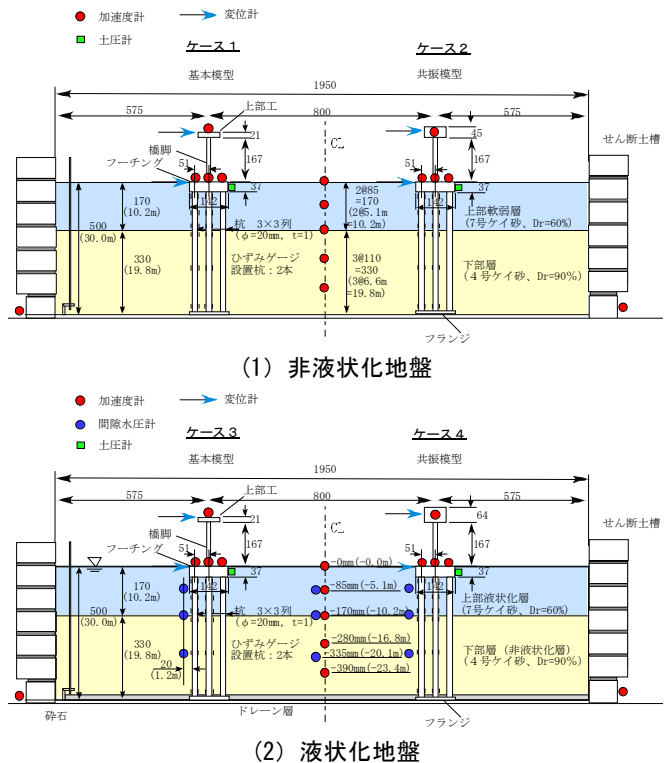 加速度計 変位計
土圧計
ケース1 ケース2
基本模型 共振模型
1950
575 800 575
上部工
21 45
せん断土槽
橋脚
167 167
フーチング
51 51
37 37
142 142
170
(10.2m)
500
(30.0m)
330
(19.8m)
杭 3×3列
(φ=20mm, t=1)
ひずみゲージ
設置杭：2本
2@85
=170
(2@5.1m
=10.2m)
3@110
=330
(3@6.6m
=19.8m)
上部軟弱層
(7号ケイ砂、Dr=60%)
下部層
(4号ケイ砂、Dr=90%)
フランジ
(1) 非液状化地盤
加速度計 変位計
間隙水圧計
土圧計
ケース3 ケース4
基本模型 共振模型
1950
575 800 575
上部工
21 64
せん断土槽
橋脚
167 167
フーチング
51 51
37 37
142 142
170
(10.2m)
500
(30.0m)
330
(19.8m)
20
(1.2m)
杭 3×3列
(φ=20mm, t=1)
ひずみゲージ
設置杭：2本
-0mm(-0.0m)
-85mm(-5.1m)
-170mm(-10.2m)
-280mm(-16.8m)
-335mm(-20.1m)
-390mm(-23.4m)
上部液状化層
(7号ケイ砂、Dr=60%)
下部層（非液状化層）
(4号ケイ砂、Dr=90%)
砕石 ドレーン層 フランジ
(2) 液状化地盤